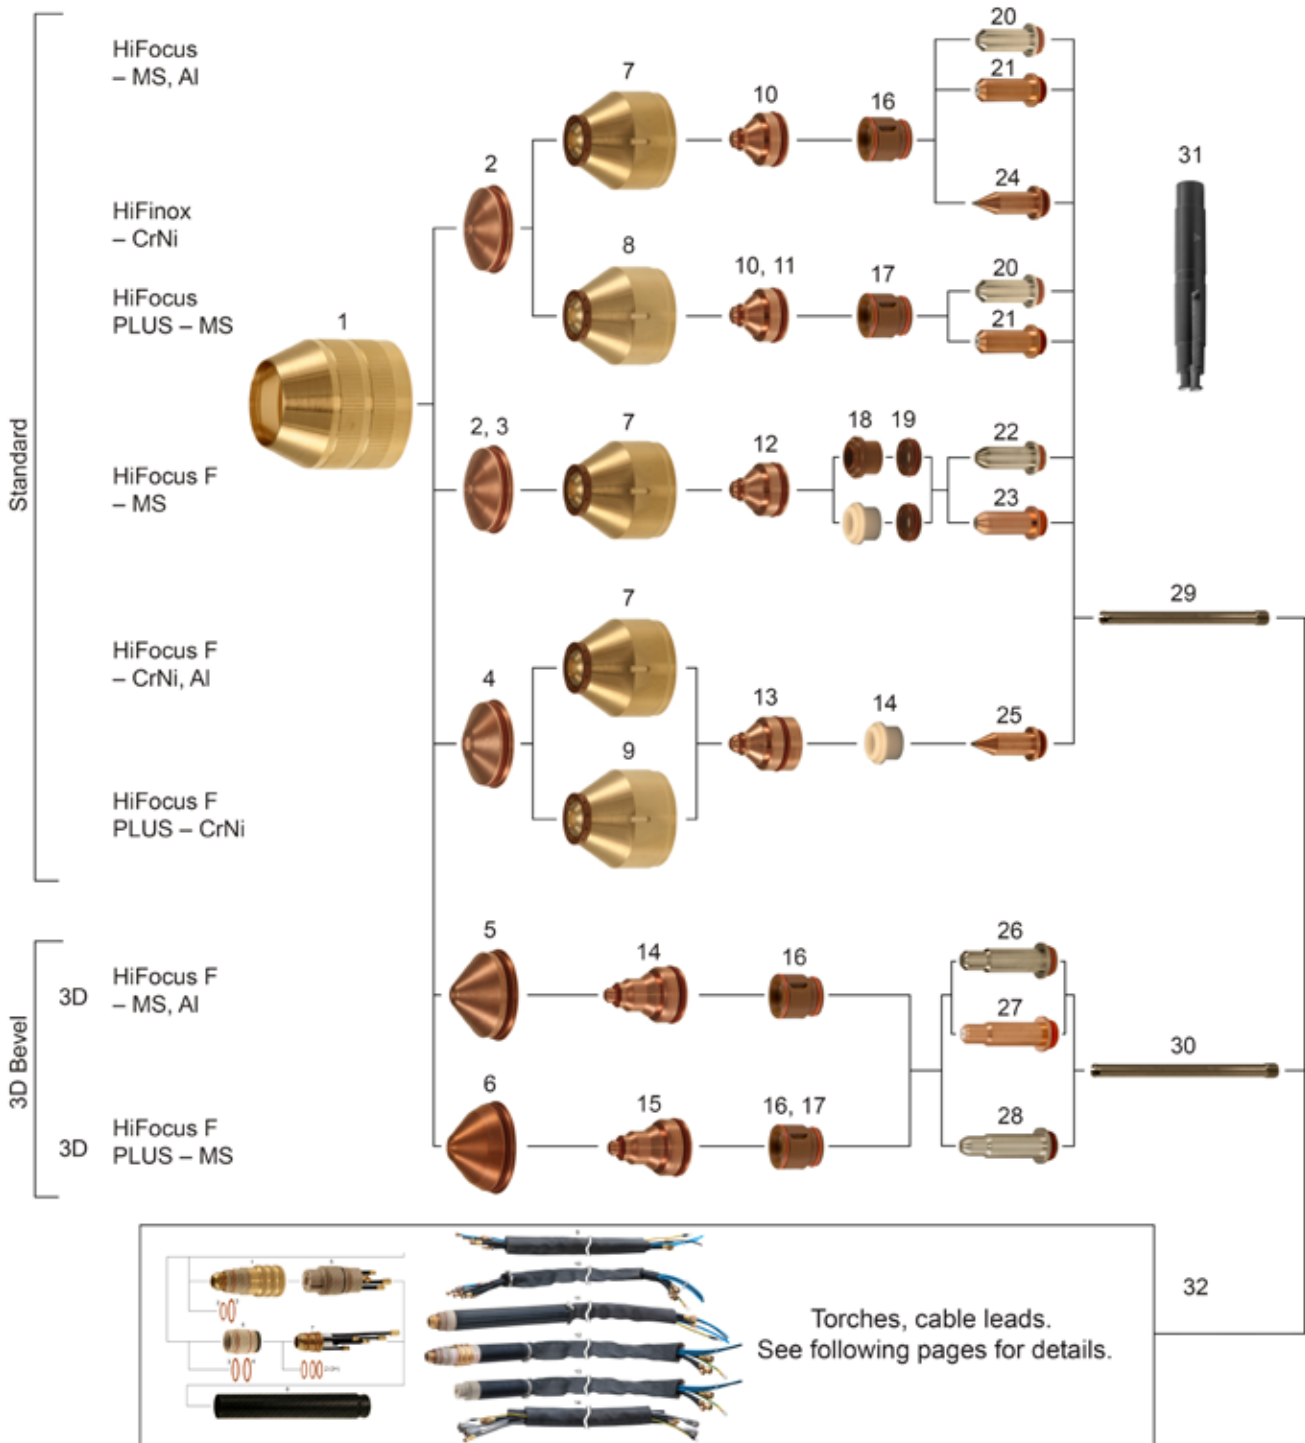 20
HiFocus
– MS, Al
7
10
16
21
2
31
24
HiFinox
– CrNi
8
10, 11
17
20
HiFocus
PLUS – MS
1
21
Standard
2, 3
7
12
18
19
22
HiFocus F
– MS
23
29
7
HiFocus F
– CrNi, Al
4
13
14
25
9
HiFocus F
PLUS – CrNi
5
14
16
26
3D
HiFocus F
– MS, Al
27
3D Bevel
30
6
15
16, 17
28
3D
HiFocus F
PLUS – MS
32
Torches, cable leads.
See following pages for details.